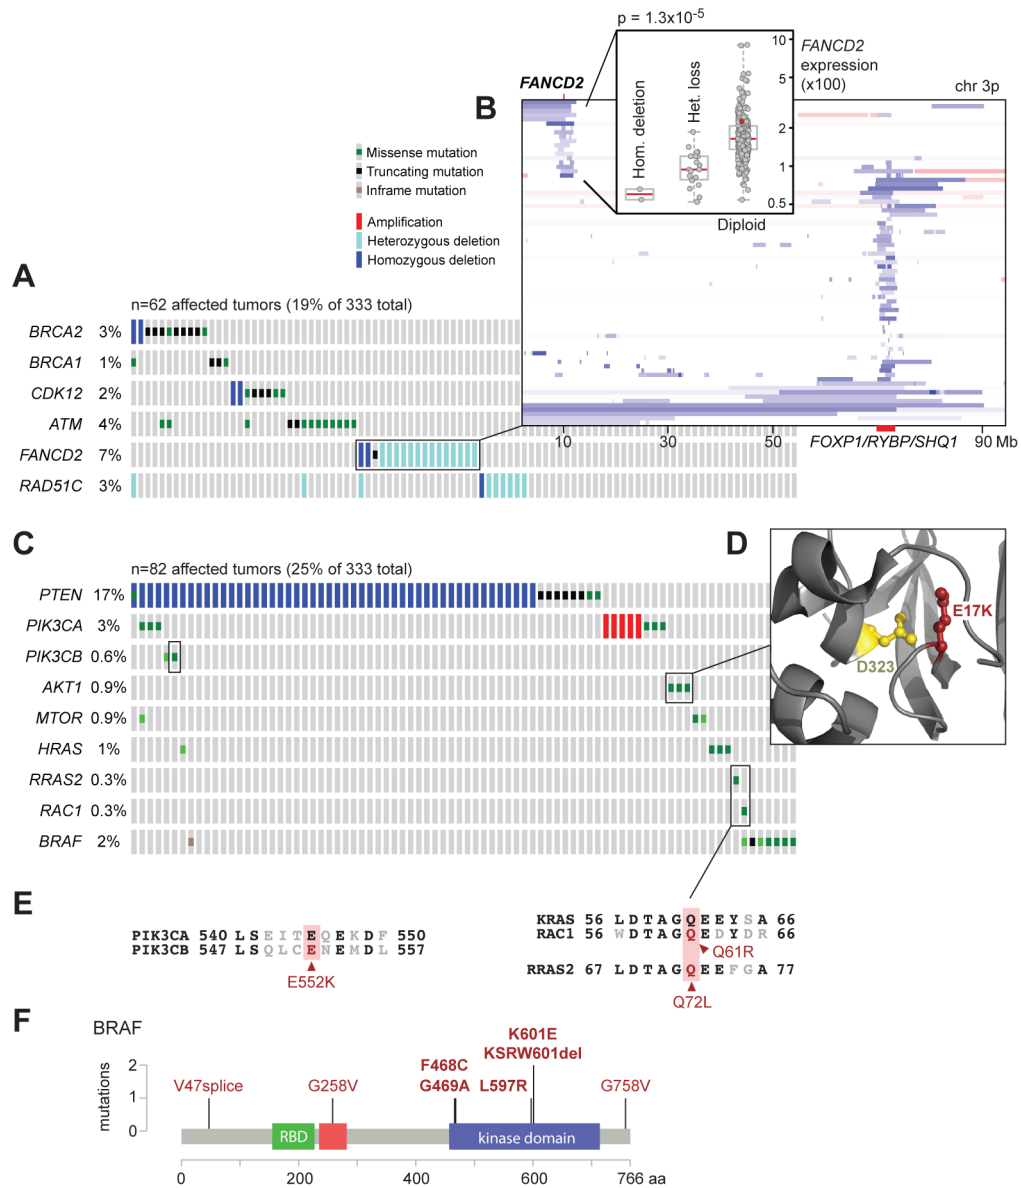 p = 1.3x10-5
FANCD2
B
Hom. deletion
Het. loss
Diploid
10
5
2
1
0.5
FANCD2
expression
(x100)
chr 3p
Missense mutation
Truncating mutation
Inframe mutation
Amplification
Heterozygous deletion
Homozygous deletion
10
30
50
FOXP1/RYBP/SHQ1
90 Mb
A
n=62 affected tumors (19% of 333 total)
BRCA2 3%
BRCA1 1%
CDK12 2%
ATM 4%
FANCD2 7%
RAD51C 3%
C
n=82 affected tumors (25% of 333 total)
PTEN 17%
PIK3CA 3%
PIK3CB 0.6%
AKT1 0.9%
MTOR 0.9%
HRAS 1%
RRAS2 0.3%
RAC1 0.3%
BRAF 2%
D
E17K
D323
E
PIK3CA 540 L S E I T E Q E K D F 550
PIK3CB 547 L S Q L C E N E M D L 557
E552K
KRAS 56 L D T A G Q E E Y S A 66
RAC1 56 W D T A G Q E D Y D R 66
Q61R
RRAS2 67 L D T A G Q E E F G A 77
Q72L
F
BRAF
mutations
2
1
0
V47splice
G258V
F468C
G469A
K601E
KSRW601del
L597R
G758V
RBD
kinase domain
0
200
400
600
766 aa